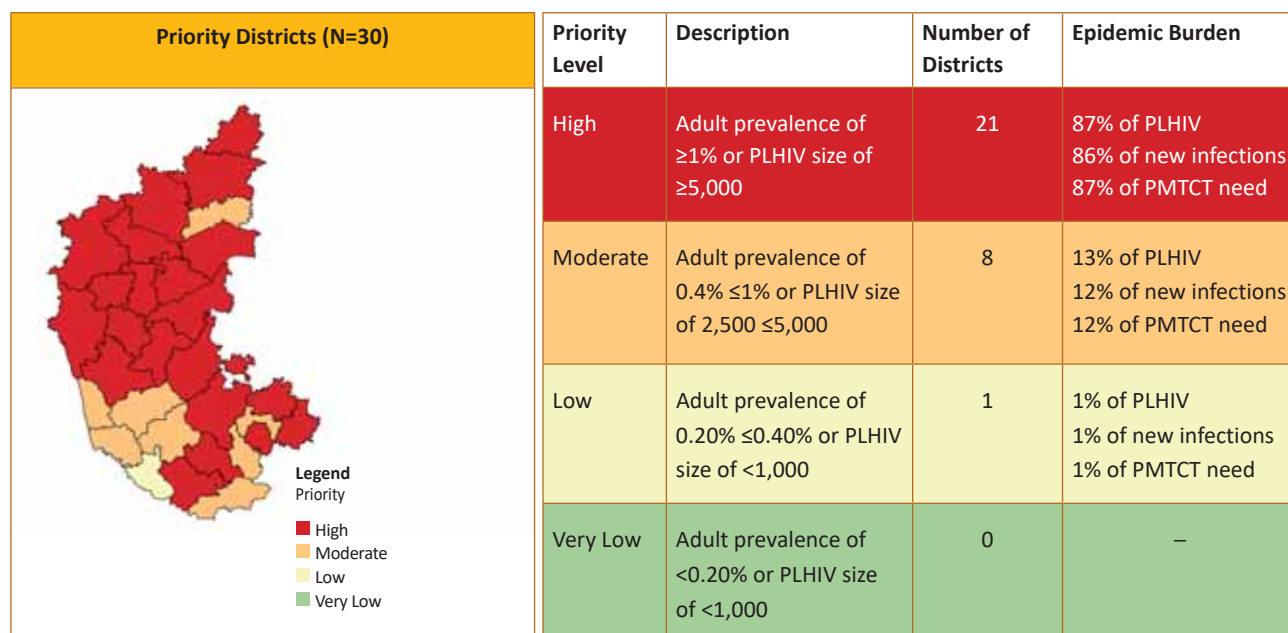 Priority Districts (N=30)
Legend
Priority
High
Moderate
Low
Very Low
Priority
Level
Description
Number of
Districts
Epidemic Burden
High
Adult prevalence of
≥1% or PLHIV size of
≥5,000
21
87% of PLHIV
86% of new infections
87% of PMTCT need
Moderate
Adult prevalence of
0.4% ≤1% or PLHIV size
of 2,500 ≤5,000
8
13% of PLHIV
12% of new infections
12% of PMTCT need
Low
Adult prevalence of
0.20% ≤0.40% or PLHIV
size of <1,000
1
1% of PLHIV
1% of new infections
1% of PMTCT need
Very Low
Adult prevalence of
<0.20% or PLHIV size
of <1,000
0
–